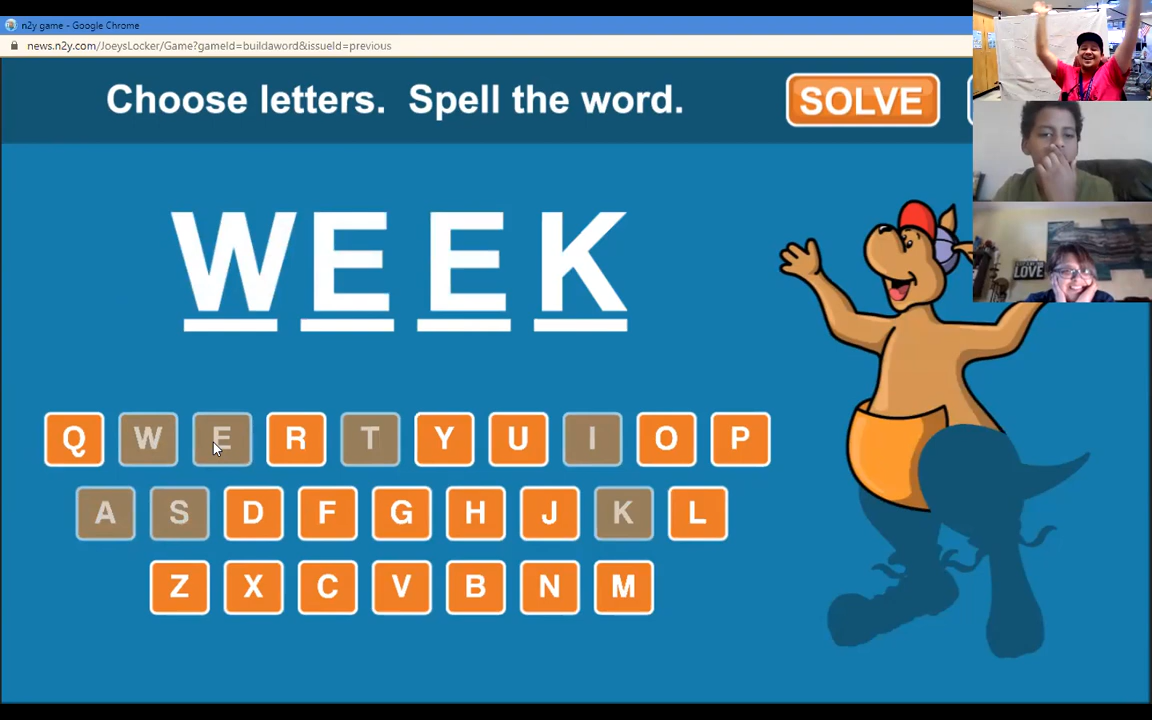 n2y game - Google Chrome
news.n2y.com/JoeysLocker/Game?gameId=buildaword&issueId=previous
Choose letters. Spell the word.
SOLVE
LOVE
WEEK
Q W E R T Y U I O P
A S D F G H J K L
Z X C V B N M